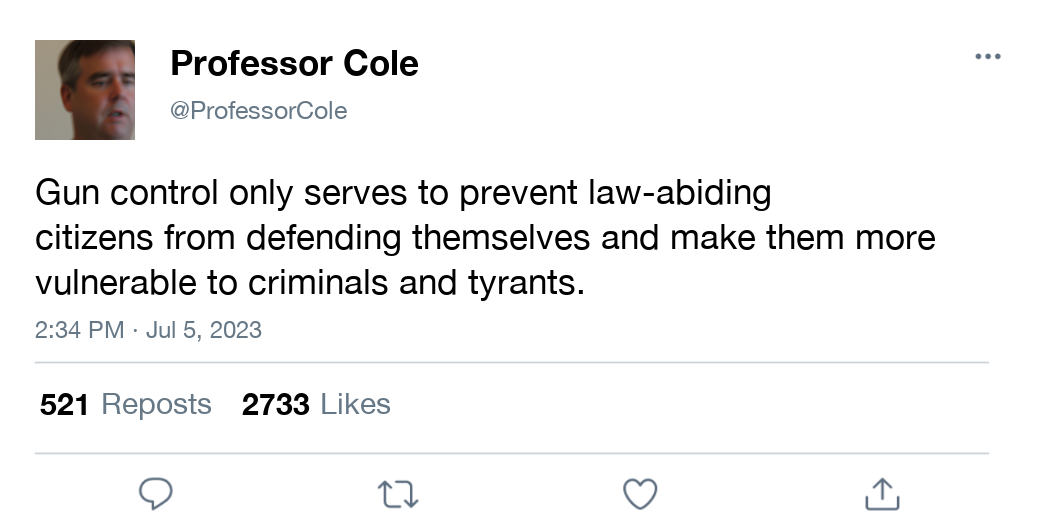 Professor Cole
@ProfessorCole
Gun control only serves to prevent law-abiding
citizens from defending themselves and make them more
vulnerable to criminals and tyrants.
2:34 PM · Jul 5, 2023
521 Reposts 2733 Likes